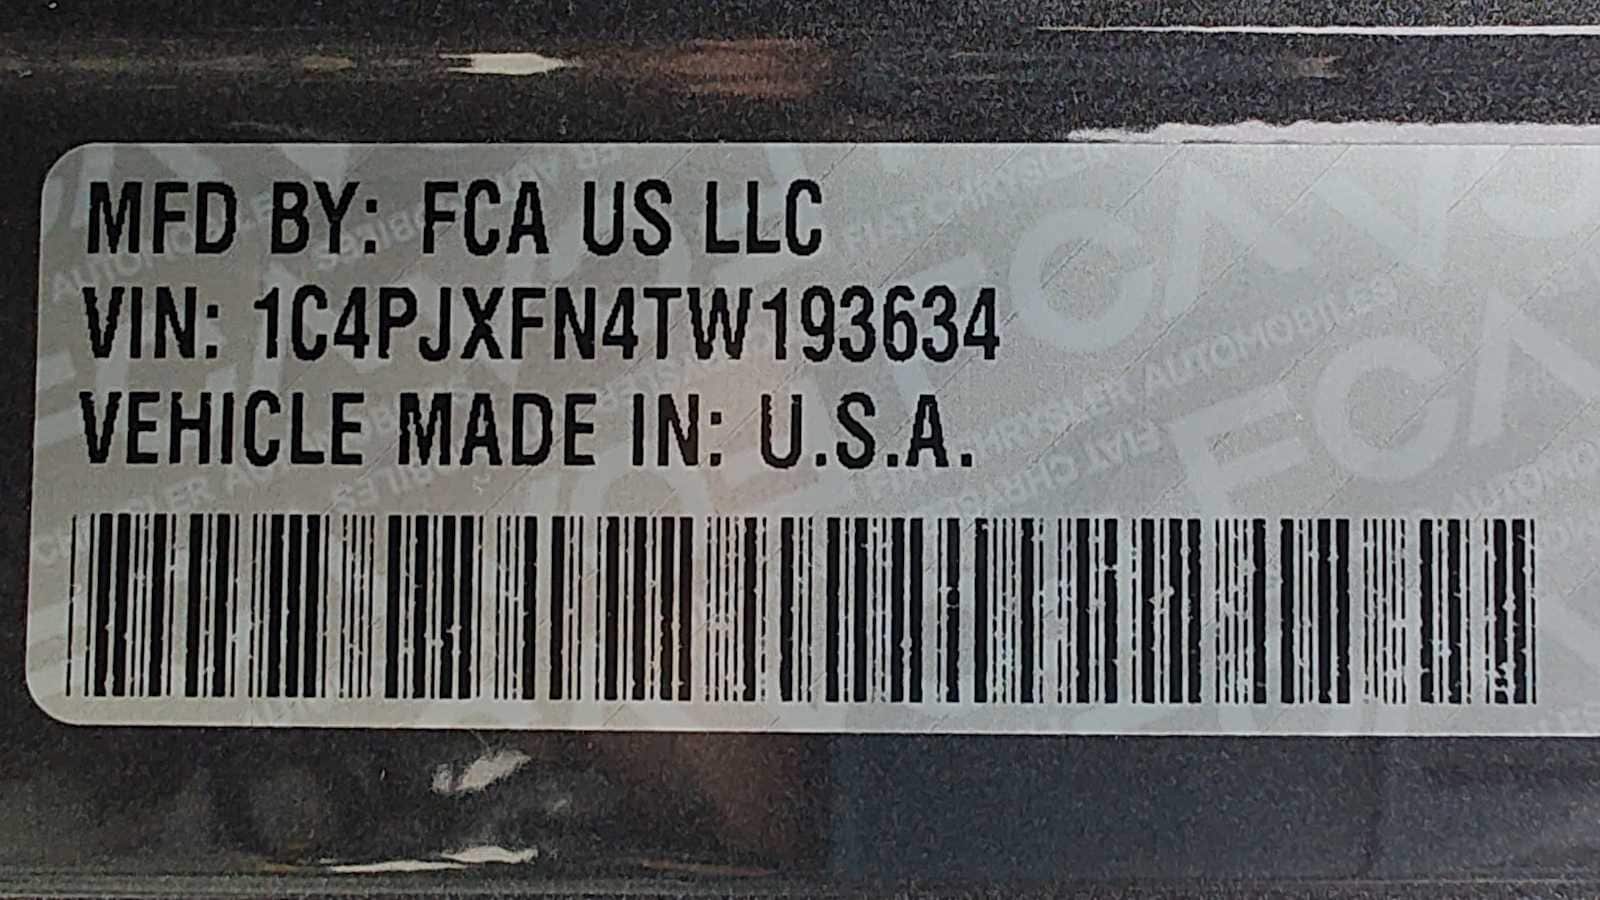 MFD BY: FCA US LLC
VIN: 1C4PJXFN4TW193634
VEHICLE MADE IN: U.S.A.